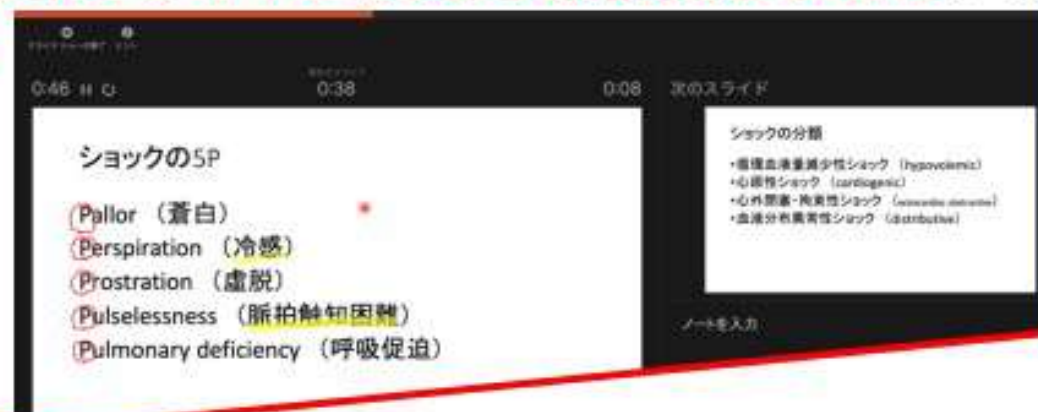 0:46
0:38
0:08
次のスライド
ショックの5P
Pallor （蒼白）
Perspiration （冷感）
Prostration （虚脱）
Pulselessness （脈拍触知困難）
Pulmonary deficiency （呼吸促迫）
ショックの分類
・循環血液量減少性ショック （hypovolemic）
・心原性ショック （cardiogenic）
・心外閉塞・拘束性ショック
・血液分布異常性ショック （distributive）
ノートを入力